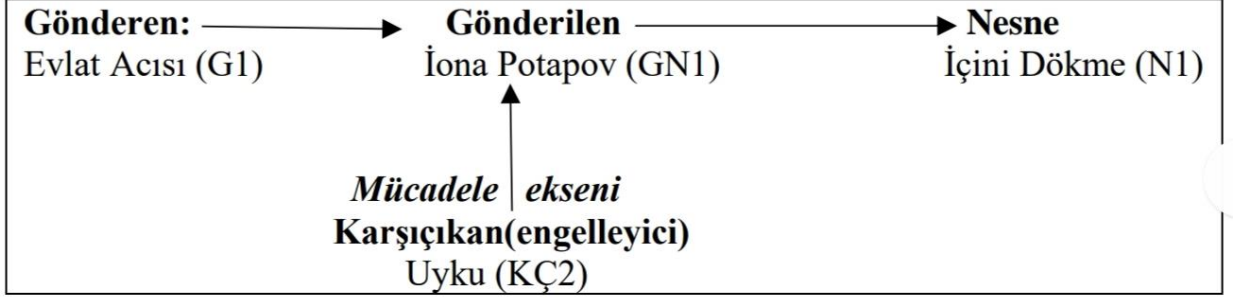 Gönderen: Gönderilen Nesne
Evlat Acısı (G1) İona Potapov (GN1) İçini Dökme (N1)
Mücadele ekseni
Karşıçıkan(engelleyici)
Uyku (KÇ2)